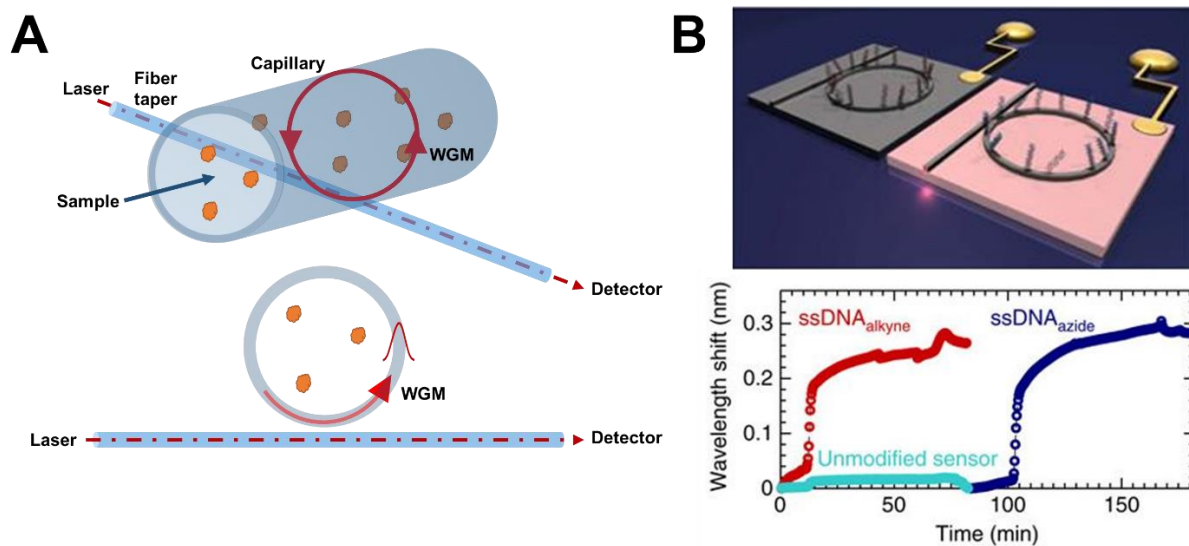 A
Laser
Fiber
taper
Capillary
WGM
Sample
Detector
WGM
Laser
Detector
B
Wavelength shift (nm)
0.3
0.2
0.1
0
ssDNAalkyne
ssDNAazide
Unmodified sensor
0
50
100
150
Time (min)